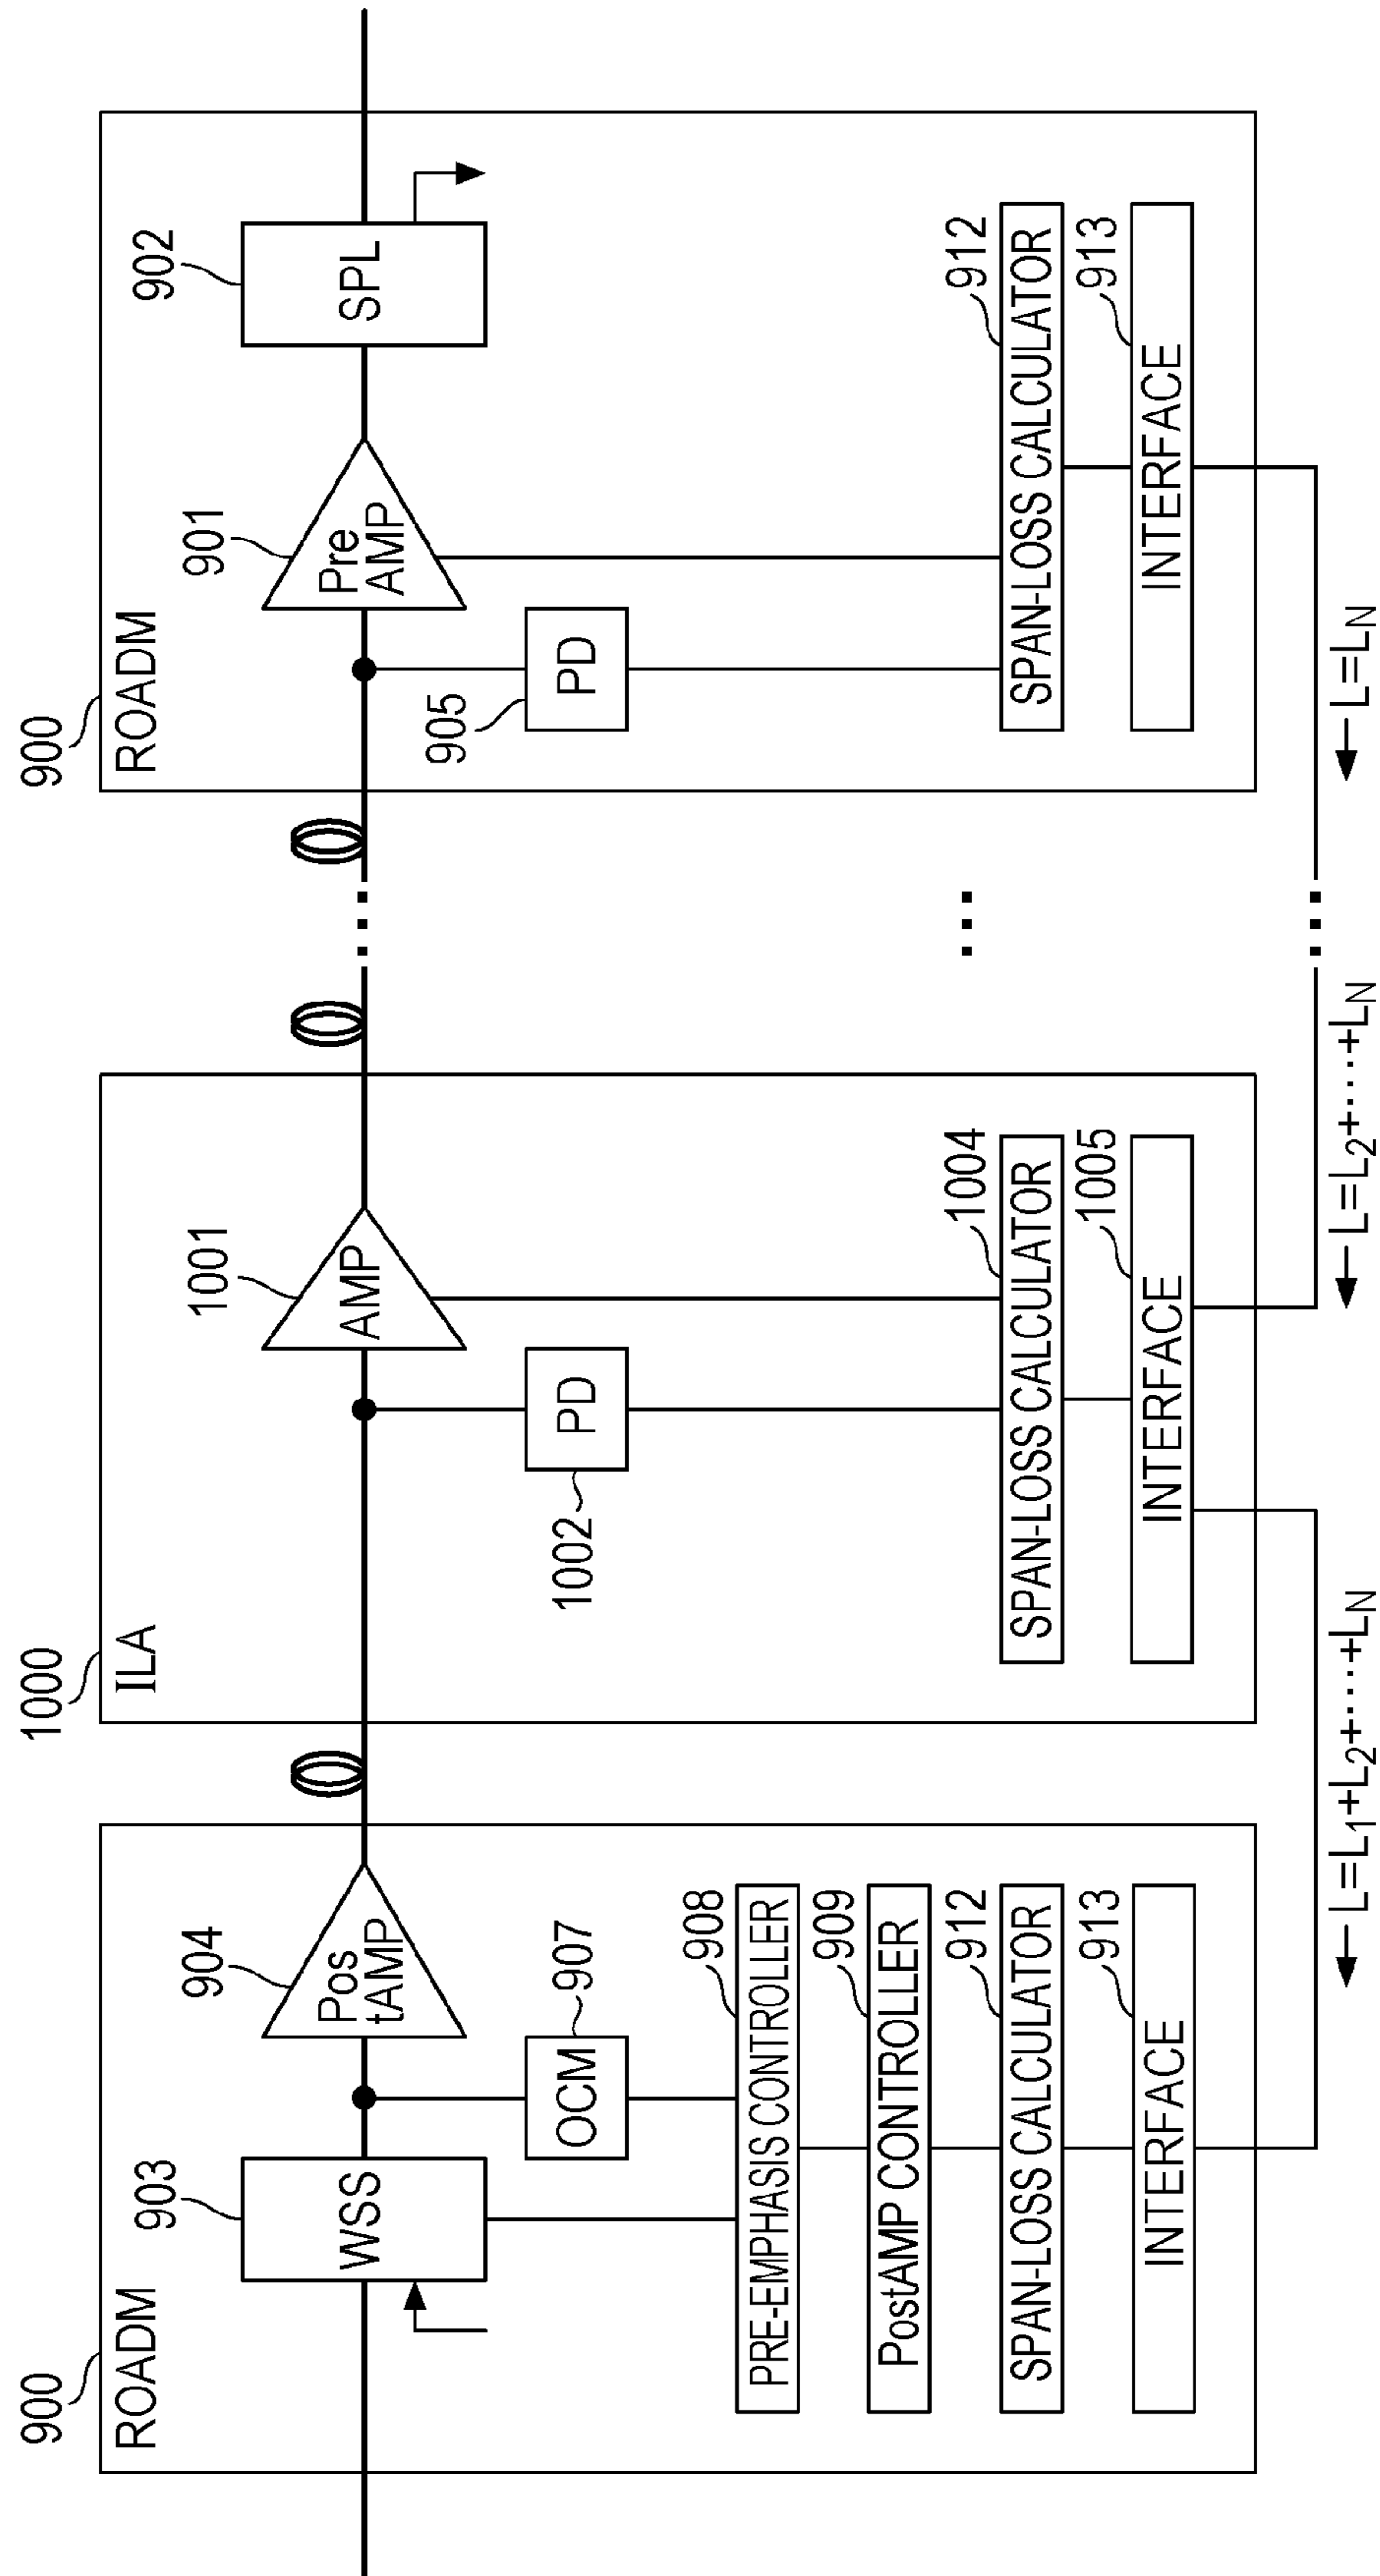 900
ROADM
903
WSS
904
Pos
tAMP
907
OCM
908
PRE-EMPHASIS CONTROLLER
909
PostAMP CONTROLLER
912
SPAN-LOSS CALCULATOR
913
INTERFACE
L=L1+L2+····+LN
1000
ILA
1001
AMP
1002
PD
1004
SPAN-LOSS CALCULATOR
1005
INTERFACE
L=L2+····+LN
...
...
...
900
ROADM
901
Pre
AMP
902
SPL
905
PD
912
SPAN-LOSS CALCULATOR
913
INTERFACE
L=LN